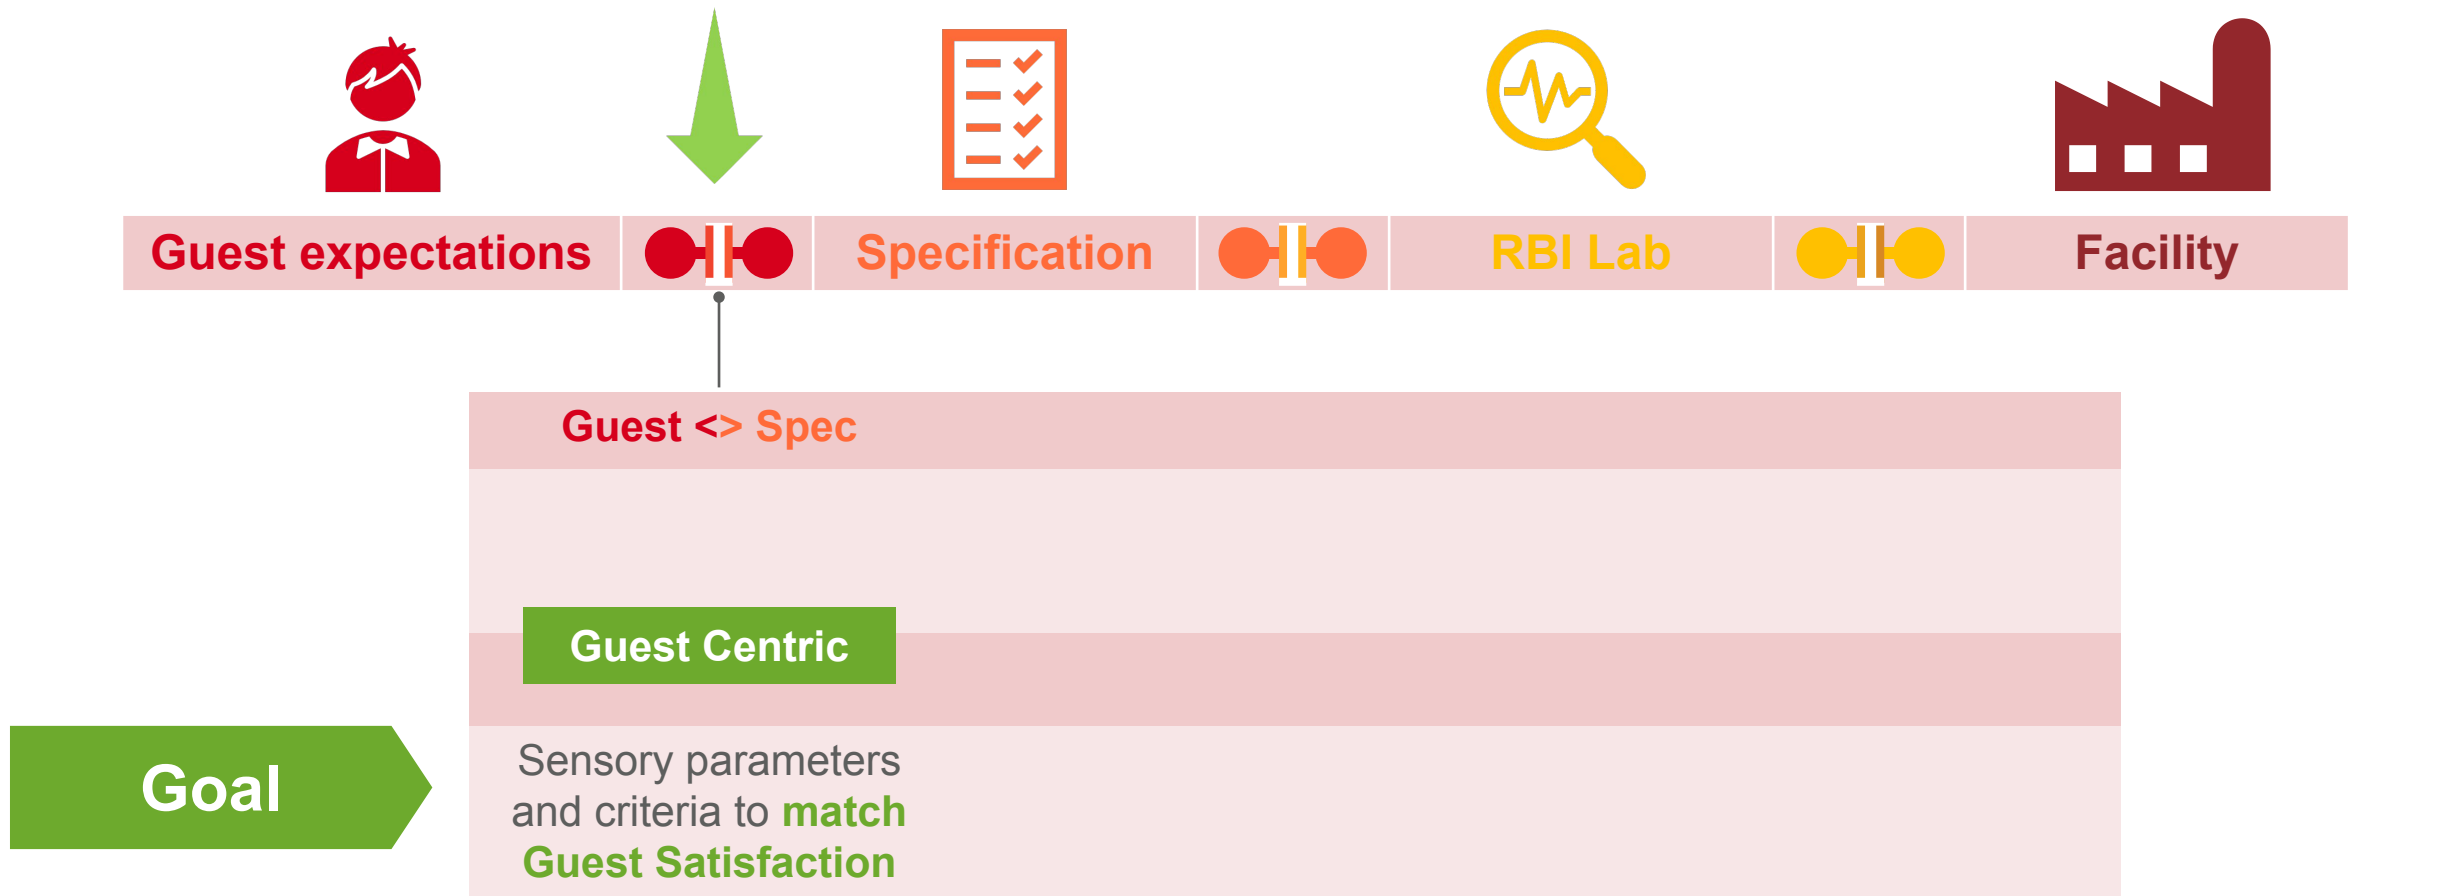 Guest expectations
Specification
RBI Lab
Facility
Guest <> Spec
Guest Centric
Goal
Sensory parameters
and criteria to match
Guest Satisfaction